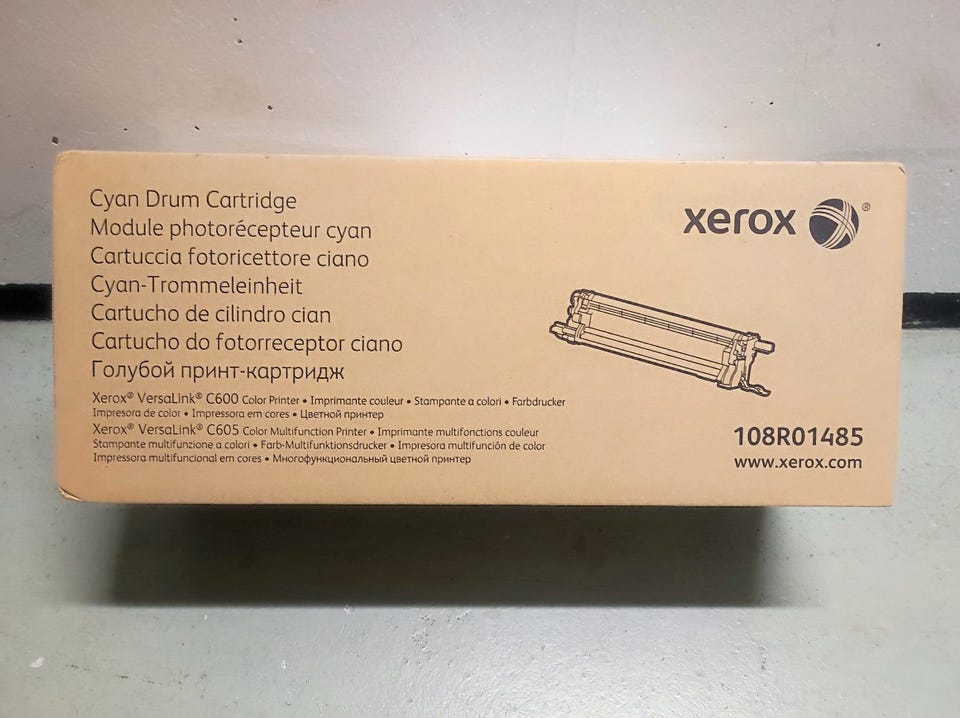 Cyan Drum Cartridge
Module photorécepteur cyan
Cartuccia fotoricettore ciano
Cyan-Trommeleinheit
Cartucho de cilindro cian
Cartucho do fotorreceptor ciano
Голубой принт-картридж
Xerox® VersaLink® C600 Color Printer • Imprimante couleur • Stampante a colori • Farbdrucker
Impresora de color • Impressora em cores • Цветной принтер
Xerox® VersaLink® C605 Color Multifunction Printer • Imprimante multifonctions couleur
Stampante multifunzione a colori • Farb-Multifunktionsdrucker • Impresora multifunción de color
Impressora multifuncional em cores • Многофункциональный цветной принтер
xerox ®
108R01485
www.xerox.com